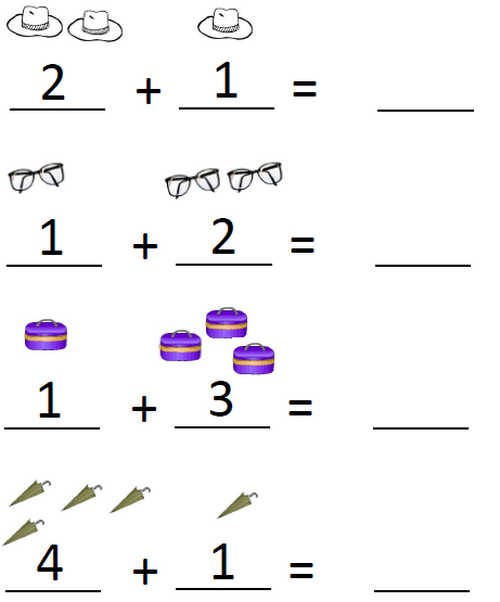 2 + 1 =
1 + 2 =
1 + 3 =
4 + 1 =